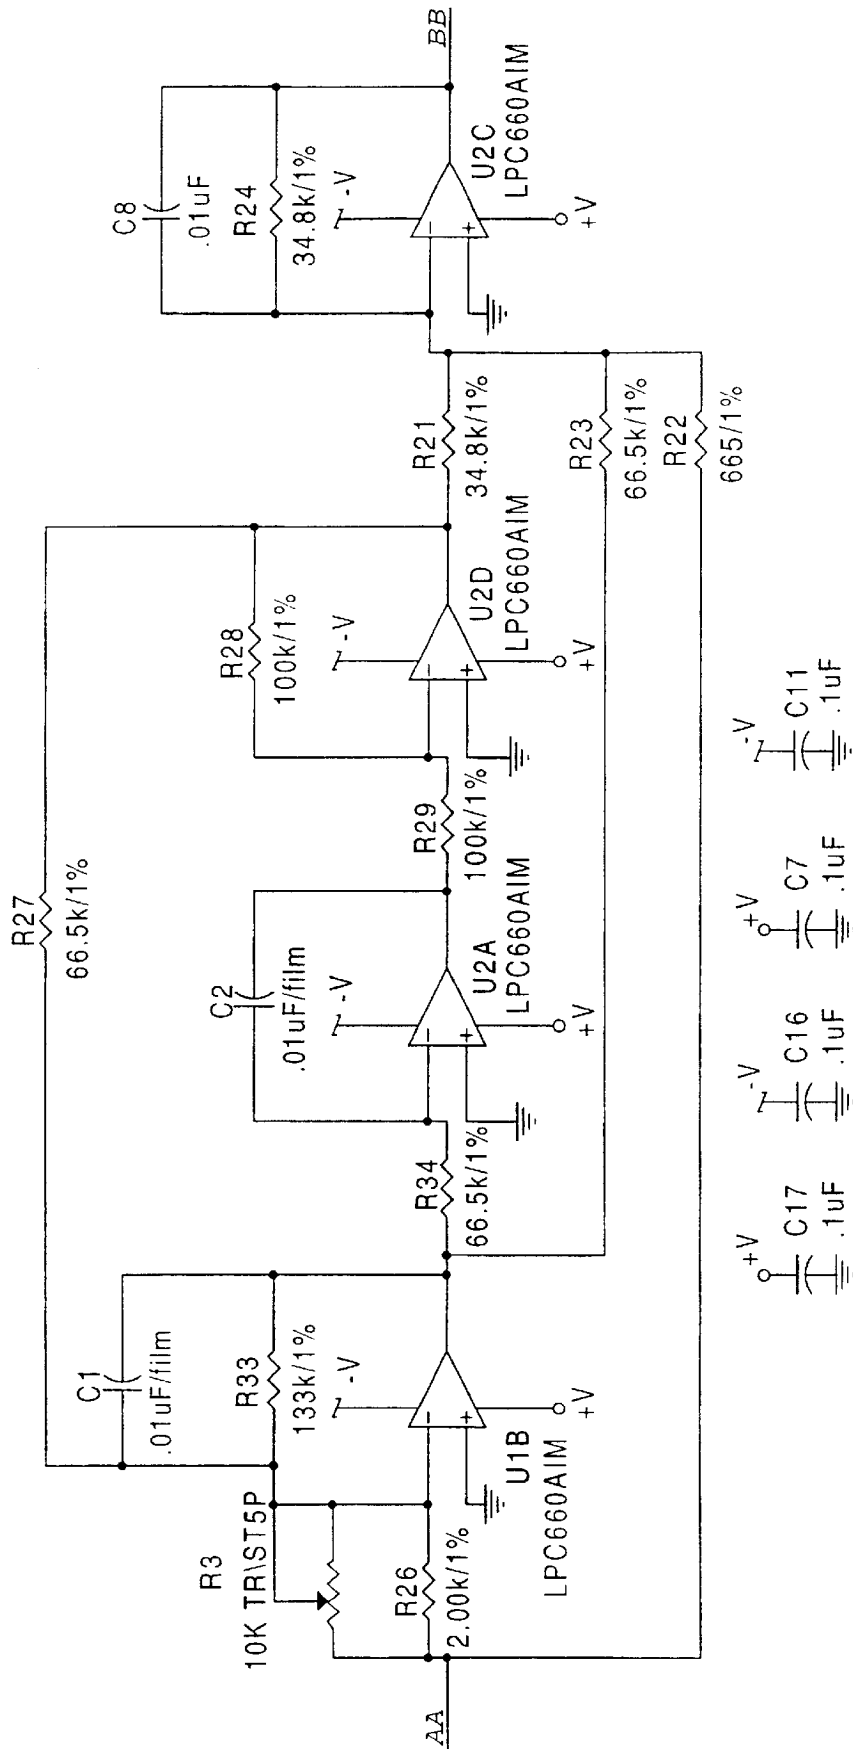 AA
R3
10K TR\ST5P
R26
2.00k/1%
C1
.01uF/film
R33
133k/1%
-V
+V
U1B
LPC660AIM
R27
66.5k/1%
R34
66.5k/1%
C2
.01uF/film
-V
+V
U2A
LPC660AIM
R29
100k/1%
R28
100k/1%
-V
+V
U2D
LPC660AIM
R21
34.8k/1%
R23
66.5k/1%
R22
665/1%
C8
.01uF
R24
34.8k/1%
-V
+V
U2C
LPC660AIM
BB
+V
C17
.1uF
-V
C16
.1uF
+V
C7
.1uF
-V
C11
.1uF